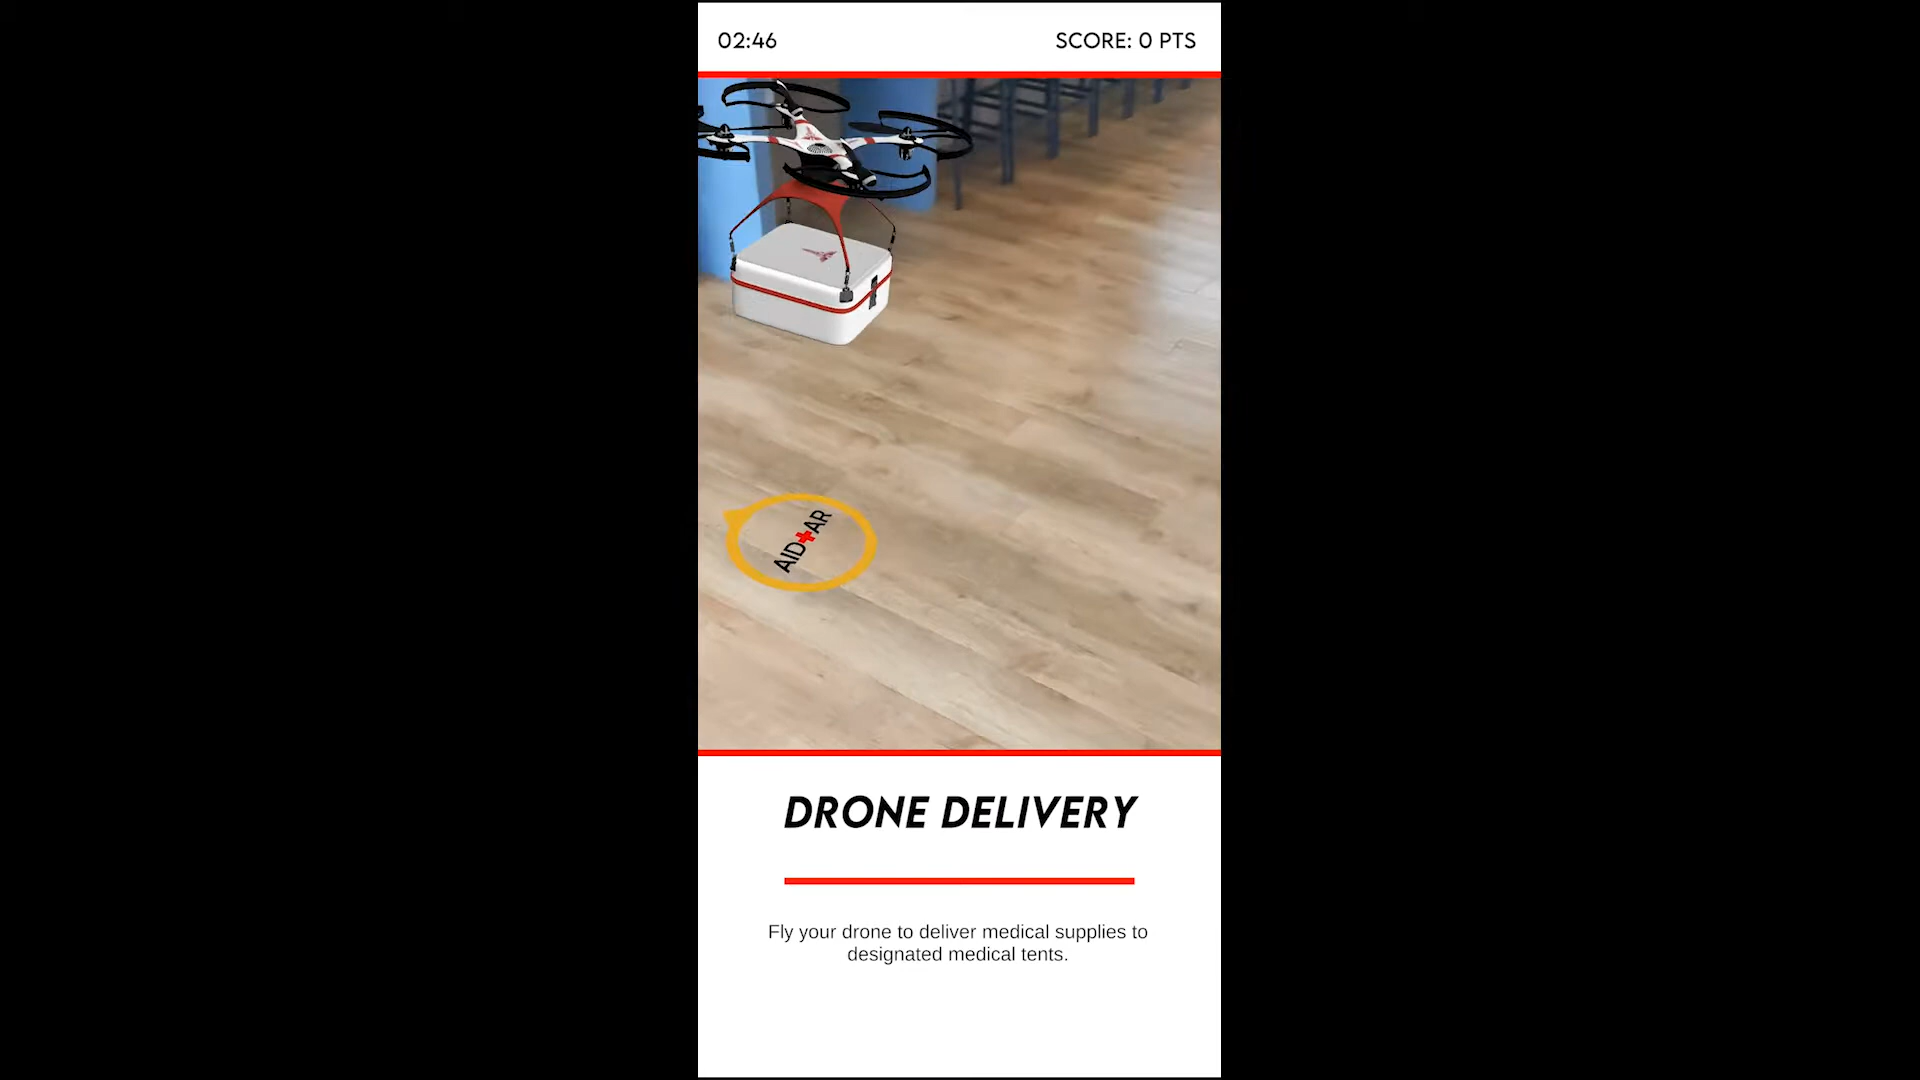 02:46
SCORE: 0 PTS
AID+AR
DRONE DELIVERY
Fly your drone to deliver medical supplies to
designated medical tents.